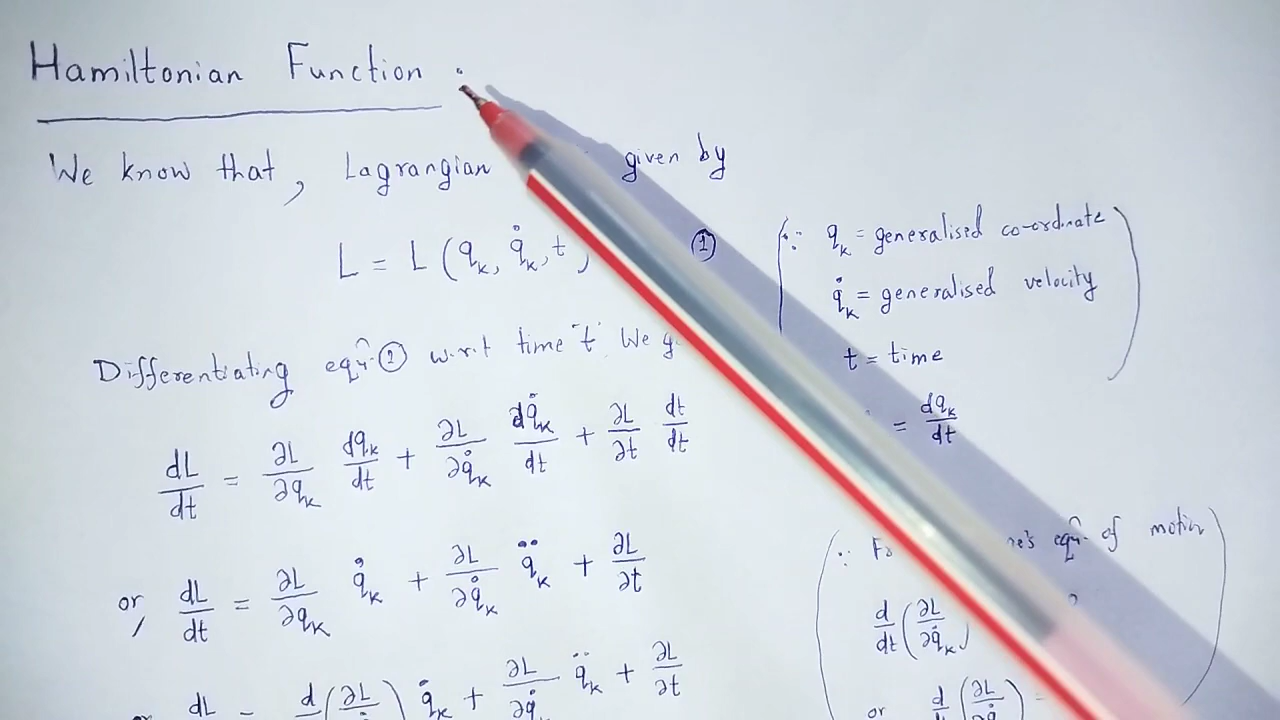 Hamiltonian Function :
We know that, Lagrangian given by
L = L (q_k, q̇_k, t ①
(∵ q_k = generalised co-ordinate
q̇_k = generalised velocity
t = time
= dq_k/dt
Differentiating eqⁿ. ① w.r.t time 't' We
dL/dt = ∂L/∂q_k dq_k/dt + ∂L/∂q̇_k dq̇_k/dt + ∂L/∂t dt/dt
or, dL/dt = ∂L/∂q_k q̇_k + ∂L/∂q̇_k q̈_k + ∂L/∂t
dL = d/(∂L/) q̇_k + ∂L/∂q̇ q̈_k + ∂L/∂t
(∵ eqⁿ. of motion
d/dt (∂L/∂q̇_k)
or d/ (∂L/∂q̇) =